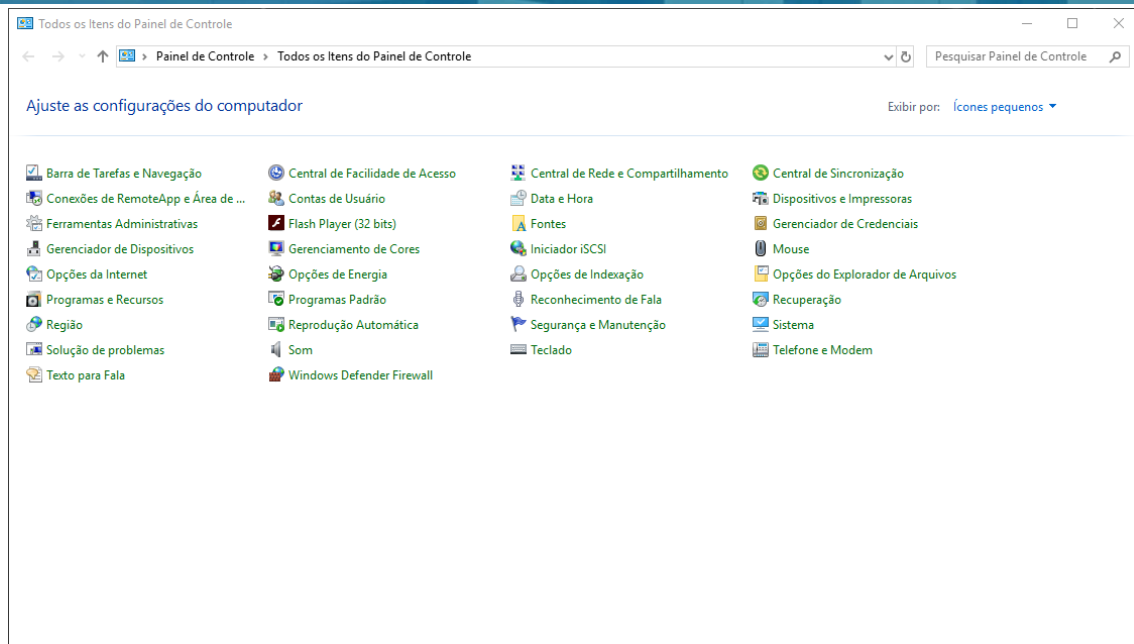 Todos os Itens do Painel de Controle
Painel de Controle > Todos os Itens do Painel de Controle
Pesquisar Painel de Controle
Ajuste as configurações do computador
Exibir por: Ícones pequenos
Barra de Tarefas e Navegação
Central de Facilidade de Acesso
Central de Rede e Compartilhamento
Central de Sincronização
Conexões de RemoteApp e Área de ...
Contas de Usuário
Data e Hora
Dispositivos e Impressoras
Ferramentas Administrativas
Flash Player (32 bits)
Fontes
Gerenciador de Credenciais
Gerenciador de Dispositivos
Gerenciamento de Cores
Iniciador iSCSI
Mouse
Opções da Internet
Opções de Energia
Opções de Indexação
Opções do Explorador de Arquivos
Programas e Recursos
Programas Padrão
Reconhecimento de Fala
Recuperação
Região
Reprodução Automática
Segurança e Manutenção
Sistema
Solução de problemas
Som
Teclado
Telefone e Modem
Texto para Fala
Windows Defender Firewall